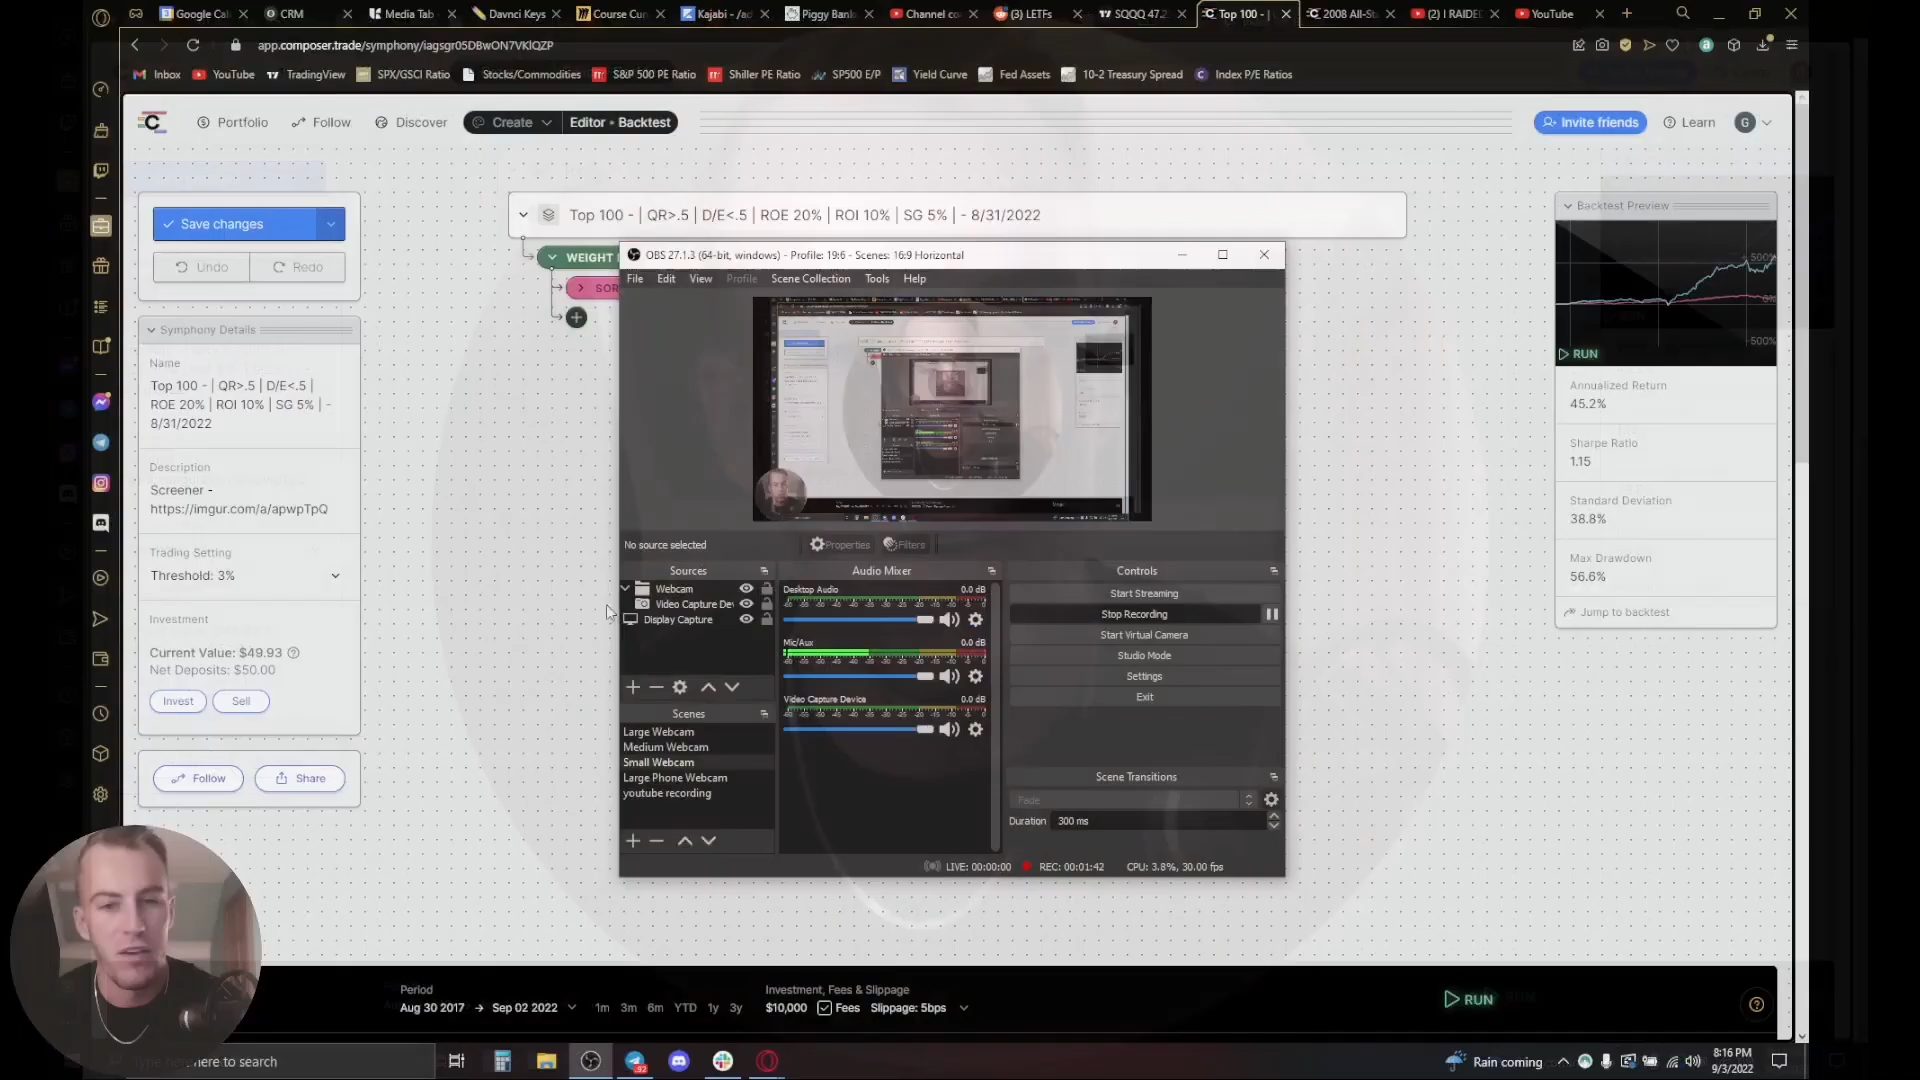 Google Cal
CRM
Media Tab
Davnci Keys
Course Cur
Kajabi - /ad
Piggy Bank
Channel co
(3) LETFs
SQQQ 47.2
Top 100 - |
2008 All-St
(2) I RAIDE
YouTube
app.composer.trade/symphony/iagsgr05DBwON7VKlQZP
Inbox
YouTube
TradingView
SPX/GSCI Ratio
Stocks/Commodities
S&P 500 PE Ratio
Shiller PE Ratio
SP500 E/P
Yield Curve
Fed Assets
10-2 Treasury Spread
Index P/E Ratios
Portfolio
Follow
Discover
Create
Editor • Backtest
Invite friends
Learn
G
Save changes
Undo
Redo
Symphony Details
Name
Top 100 - | QR>.5 | D/E<.5 |
ROE 20% | ROI 10% | SG 5% | -
8/31/2022
Description
Screener -
https://imgur.com/a/apwpTpQ
Trading Setting
Threshold: 3%
Investment
Current Value: $49.93
Net Deposits: $50.00
Invest
Sell
Follow
Share
Top 100 - | QR>.5 | D/E<.5 | ROE 20% | ROI 10% | SG 5% | - 8/31/2022
WEIGHT
SOR
OBS 27.1.3 (64-bit, windows) - Profile: 19:6 - Scenes: 16:9 Horizontal
File
Edit
View
Profile
Scene Collection
Tools
Help
No source selected
Properties
Filters
Sources
Webcam
Video Capture De
Display Capture
Scenes
Large Webcam
Medium Webcam
Small Webcam
Large Phone Webcam
youtube recording
Audio Mixer
Desktop Audio
0.0 dB
Mic/Aux
0.0 dB
Video Capture Device
0.0 dB
Controls
Start Streaming
Stop Recording
Start Virtual Camera
Studio Mode
Settings
Exit
Scene Transitions
Fade
Duration
300 ms
LIVE: 00:00:00
REC: 00:01:42
CPU: 3.8%, 30.00 fps
Backtest Preview
500%
0%
500%
RUN
Annualized Return
45.2%
Sharpe Ratio
1.15
Standard Deviation
38.8%
Max Drawdown
56.6%
Jump to backtest
Period
Aug 30 2017 → Sep 02 2022
1m
3m
6m
YTD
1y
3y
Investment, Fees & Slippage
$10,000
Fees
Slippage: 5bps
RUN
Type here to search
Rain coming
8:16 PM
9/3/2022